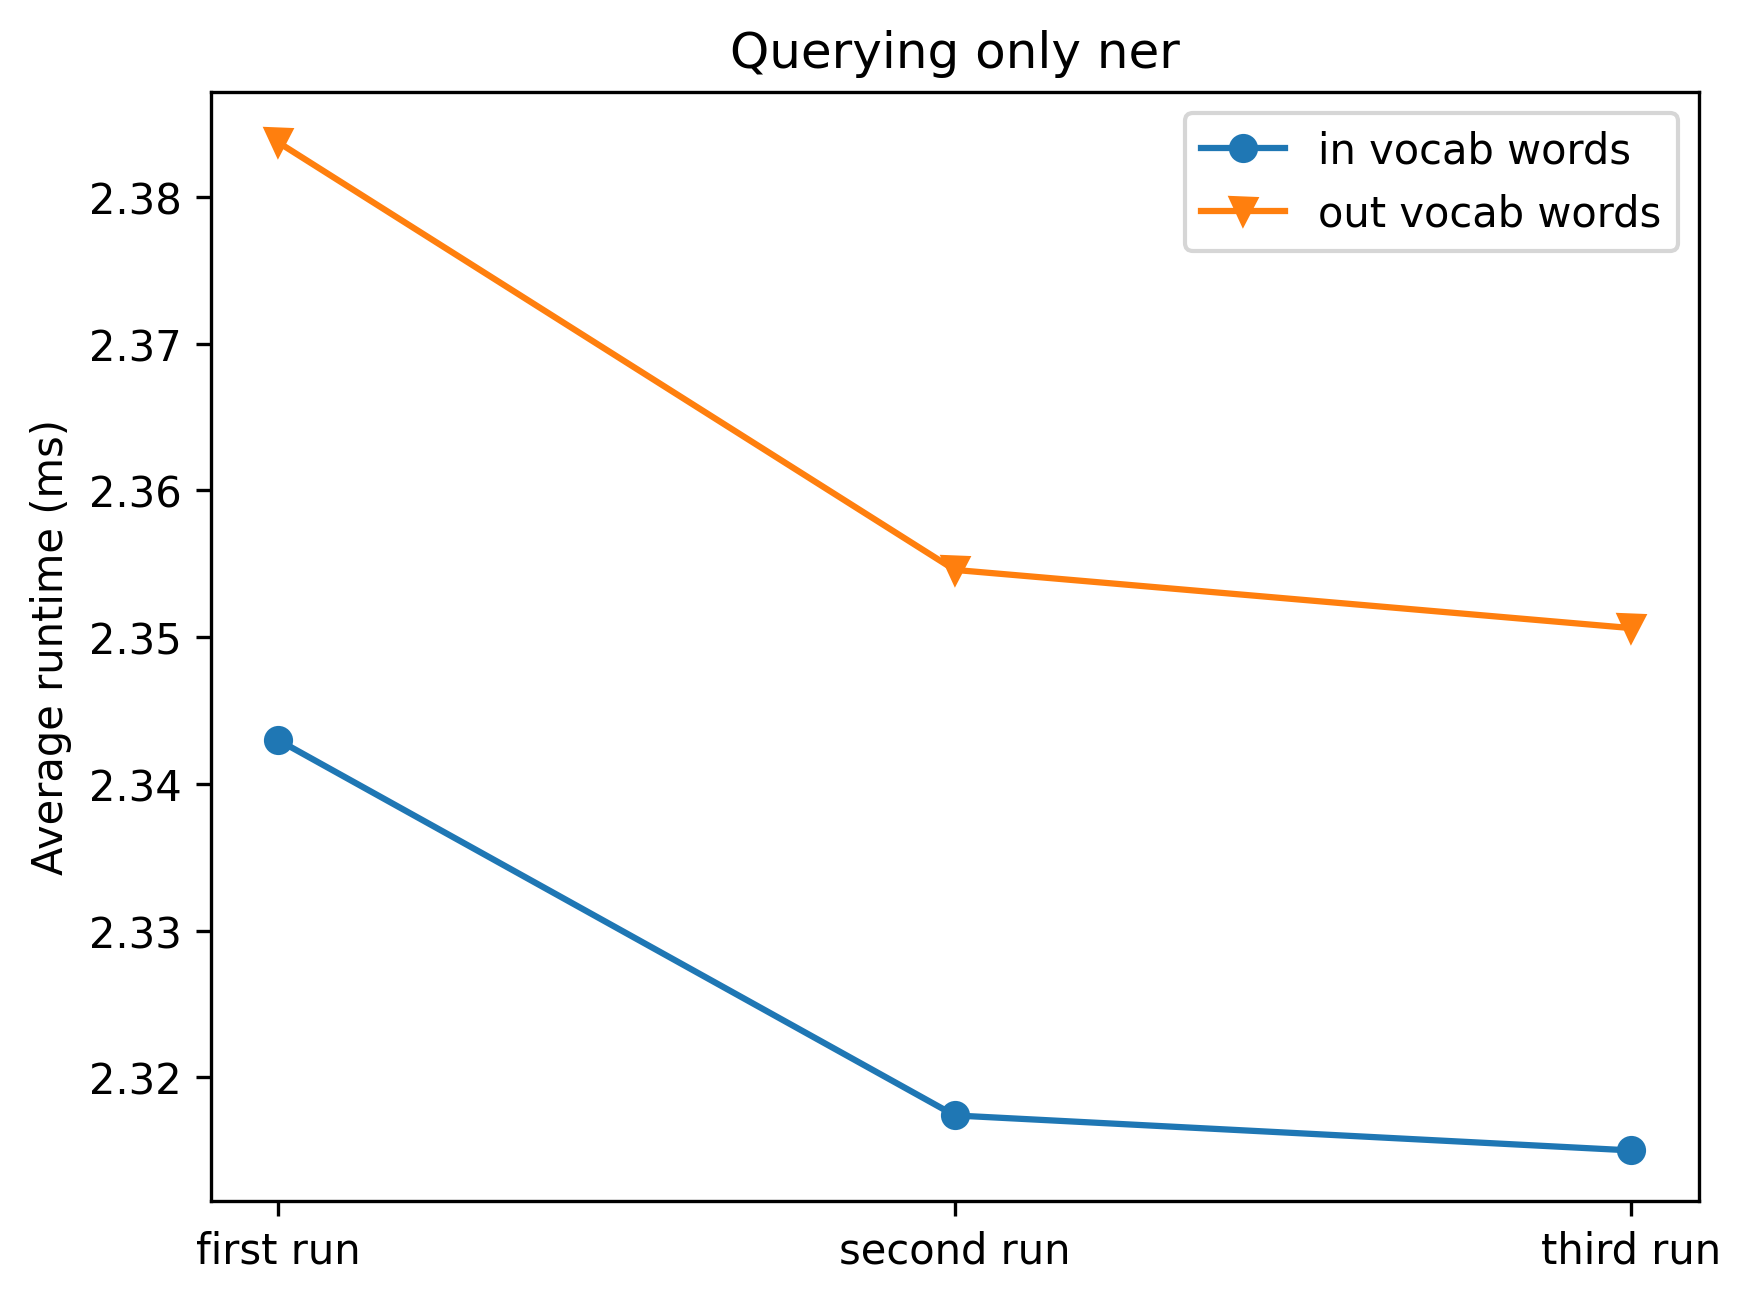 Querying only ner
in vocab words
out vocab words
Average runtime (ms)
2.38
2.37
2.36
2.35
2.34
2.33
2.32
first run second run third run